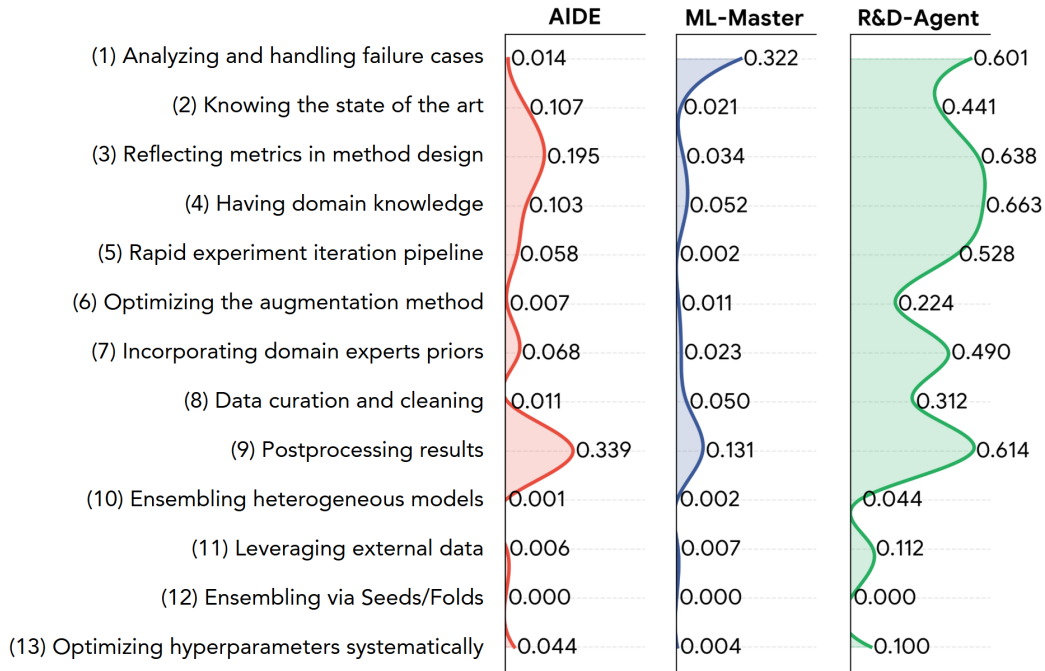 AIDE ML-Master R&D-Agent
(1) Analyzing and handling failure cases 0.014 0.322 0.601
(2) Knowing the state of the art 0.107 0.021 0.441
(3) Reflecting metrics in method design 0.195 0.034 0.638
(4) Having domain knowledge 0.103 0.052 0.663
(5) Rapid experiment iteration pipeline 0.058 0.002 0.528
(6) Optimizing the augmentation method 0.007 0.011 0.224
(7) Incorporating domain experts priors 0.068 0.023 0.490
(8) Data curation and cleaning 0.011 0.050 0.312
(9) Postprocessing results 0.339 0.131 0.614
(10) Ensembling heterogeneous models 0.001 0.002 0.044
(11) Leveraging external data 0.006 0.007 0.112
(12) Ensembling via Seeds/Folds 0.000 0.000 0.000
(13) Optimizing hyperparameters systematically 0.044 0.004 0.100